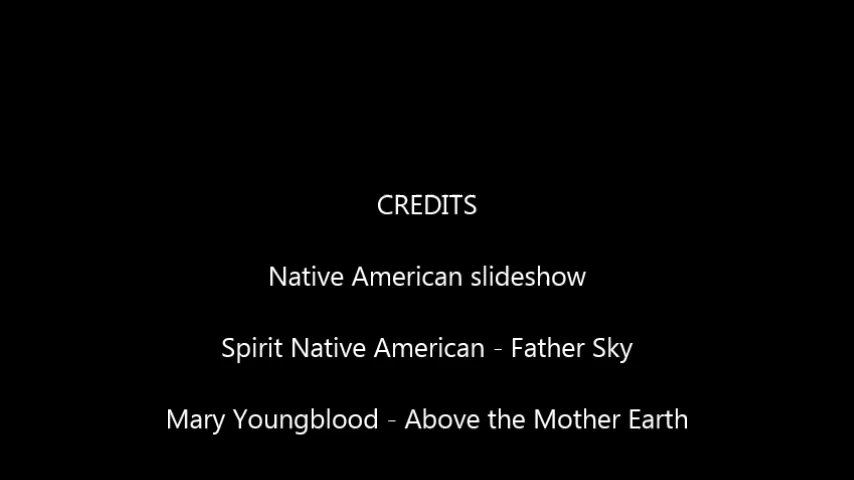 CREDITS
Native American slideshow
Spirit Native American - Father Sky
Mary Youngblood - Above the Mother Earth